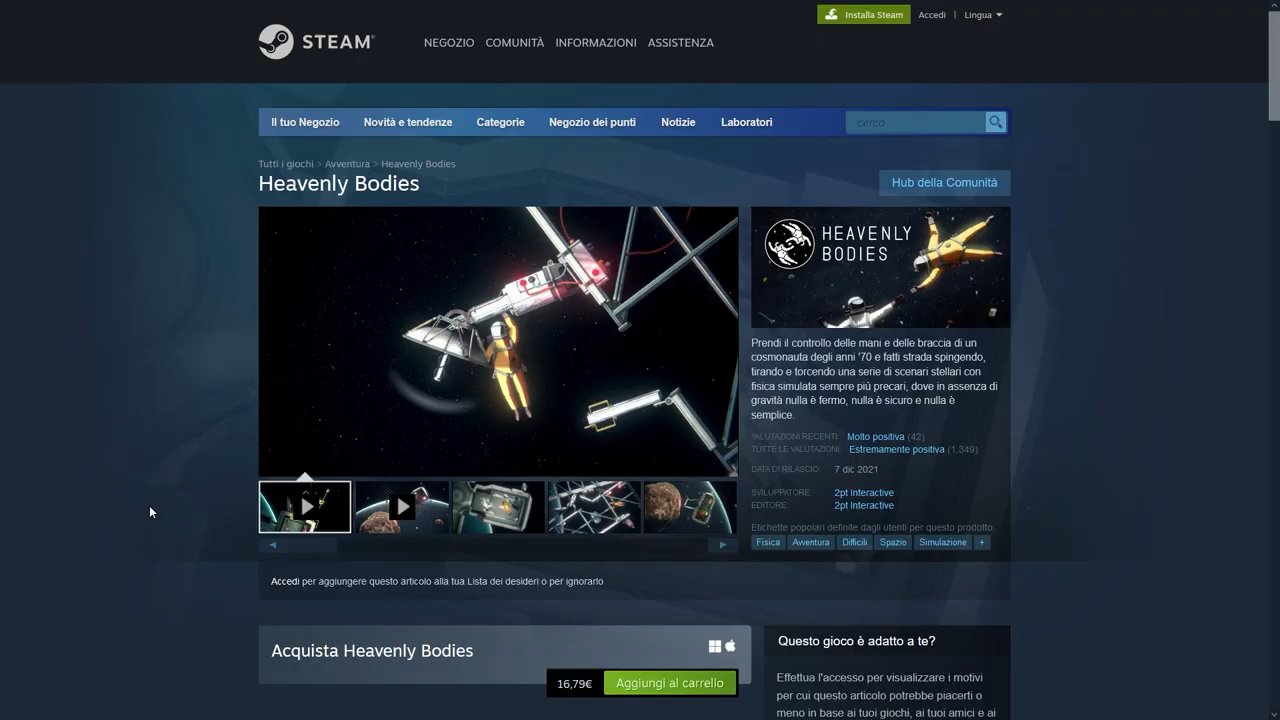 Installa Steam
Accedi | Lingua
STEAM®
NEGOZIO COMUNITÀ INFORMAZIONI ASSISTENZA
Il tuo Negozio Novità e tendenze Categorie Negozio dei punti Notizie Laboratori cerca
Tutti i giochi > Avventura > Heavenly Bodies
Heavenly Bodies
Hub della Comunità
HEAVENLY
BODIES
Prendi il controllo delle mani e delle braccia di un
cosmonauta degli anni '70 e fatti strada spingendo,
tirando e torcendo una serie di scenari stellari con
fisica simulata sempre più precari, dove in assenza di
gravità nulla è fermo, nulla è sicuro e nulla è
semplice.
VALUTAZIONI RECENTI: Molto positiva (42)
TUTTE LE VALUTAZIONI: Estremamente positiva (1.349)
DATA DI RILASCIO: 7 dic 2021
SVILUPPATORE: 2pt Interactive
EDITORE: 2pt Interactive
Etichette popolari definite dagli utenti per questo prodotto:
Fisica Avventura Difficili Spazio Simulazione +
Accedi per aggiungere questo articolo alla tua Lista dei desideri o per ignorarlo
Acquista Heavenly Bodies
16,79€ Aggiungi al carrello
Questo gioco è adatto a te?
Effettua l'accesso per visualizzare i motivi
per cui questo articolo potrebbe piacerti o
meno in base ai tuoi giochi, ai tuoi amici e ai